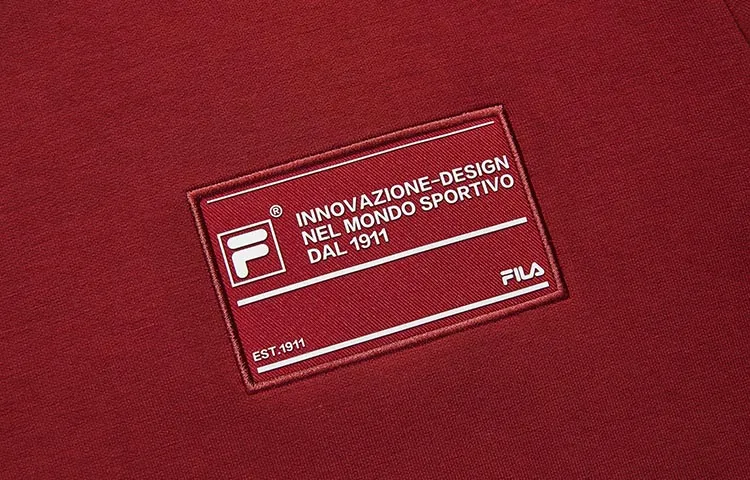 F®
INNOVAZIONE-DESIGN
NEL MONDO SPORTIVO
DAL 1911
FILA
EST.1911